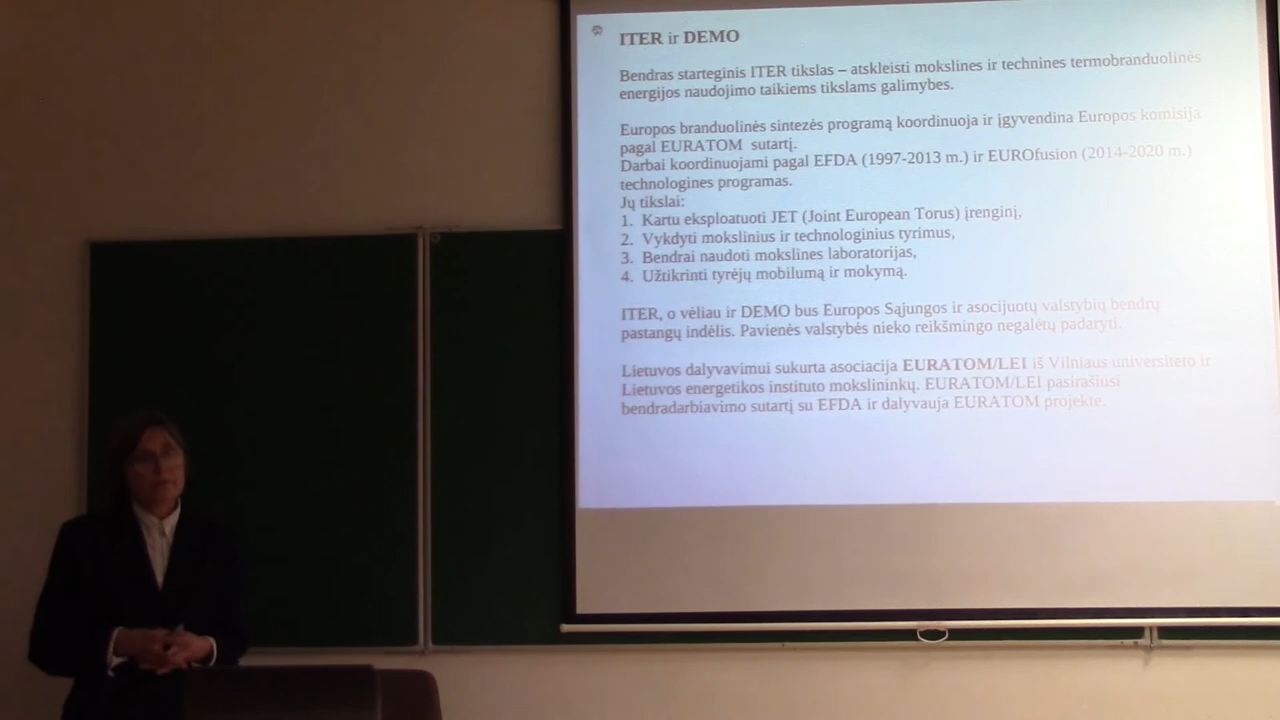 ITER ir DEMO
Bendras starteginis ITER tikslas – atskleisti mokslines ir technines termobranduolinės
energijos naudojimo taikiems tikslams galimybes.
Europos branduolinės sintezės programą koordinuoja ir įgyvendina Europos komisija
pagal EURATOM sutartį.
Darbai koordinuojami pagal EFDA (1997-2013 m.) ir EUROfusion (2014-2020 m.)
technologines programas.
Jų tikslai:
1. Kartu eksploatuoti JET (Joint European Torus) įrenginį,
2. Vykdyti mokslinius ir technologinius tyrimus,
3. Bendrai naudoti mokslines laboratorijas,
4. Užtikrinti tyrėjų mobilumą ir mokymą.
ITER, o vėliau ir DEMO bus Europos Sąjungos ir asocijuotų valstybių bendrų
pastangų indėlis. Pavienės valstybės nieko reikšmingo negalėtų padaryti.
Lietuvos dalyvavimui sukurta asociacija EURATOM/LEI iš Vilniaus universiteto ir
Lietuvos energetikos instituto mokslininkų. EURATOM/LEI pasirašiusi
bendradarbiavimo sutartį su EFDA ir dalyvauja EURATOM projekte.